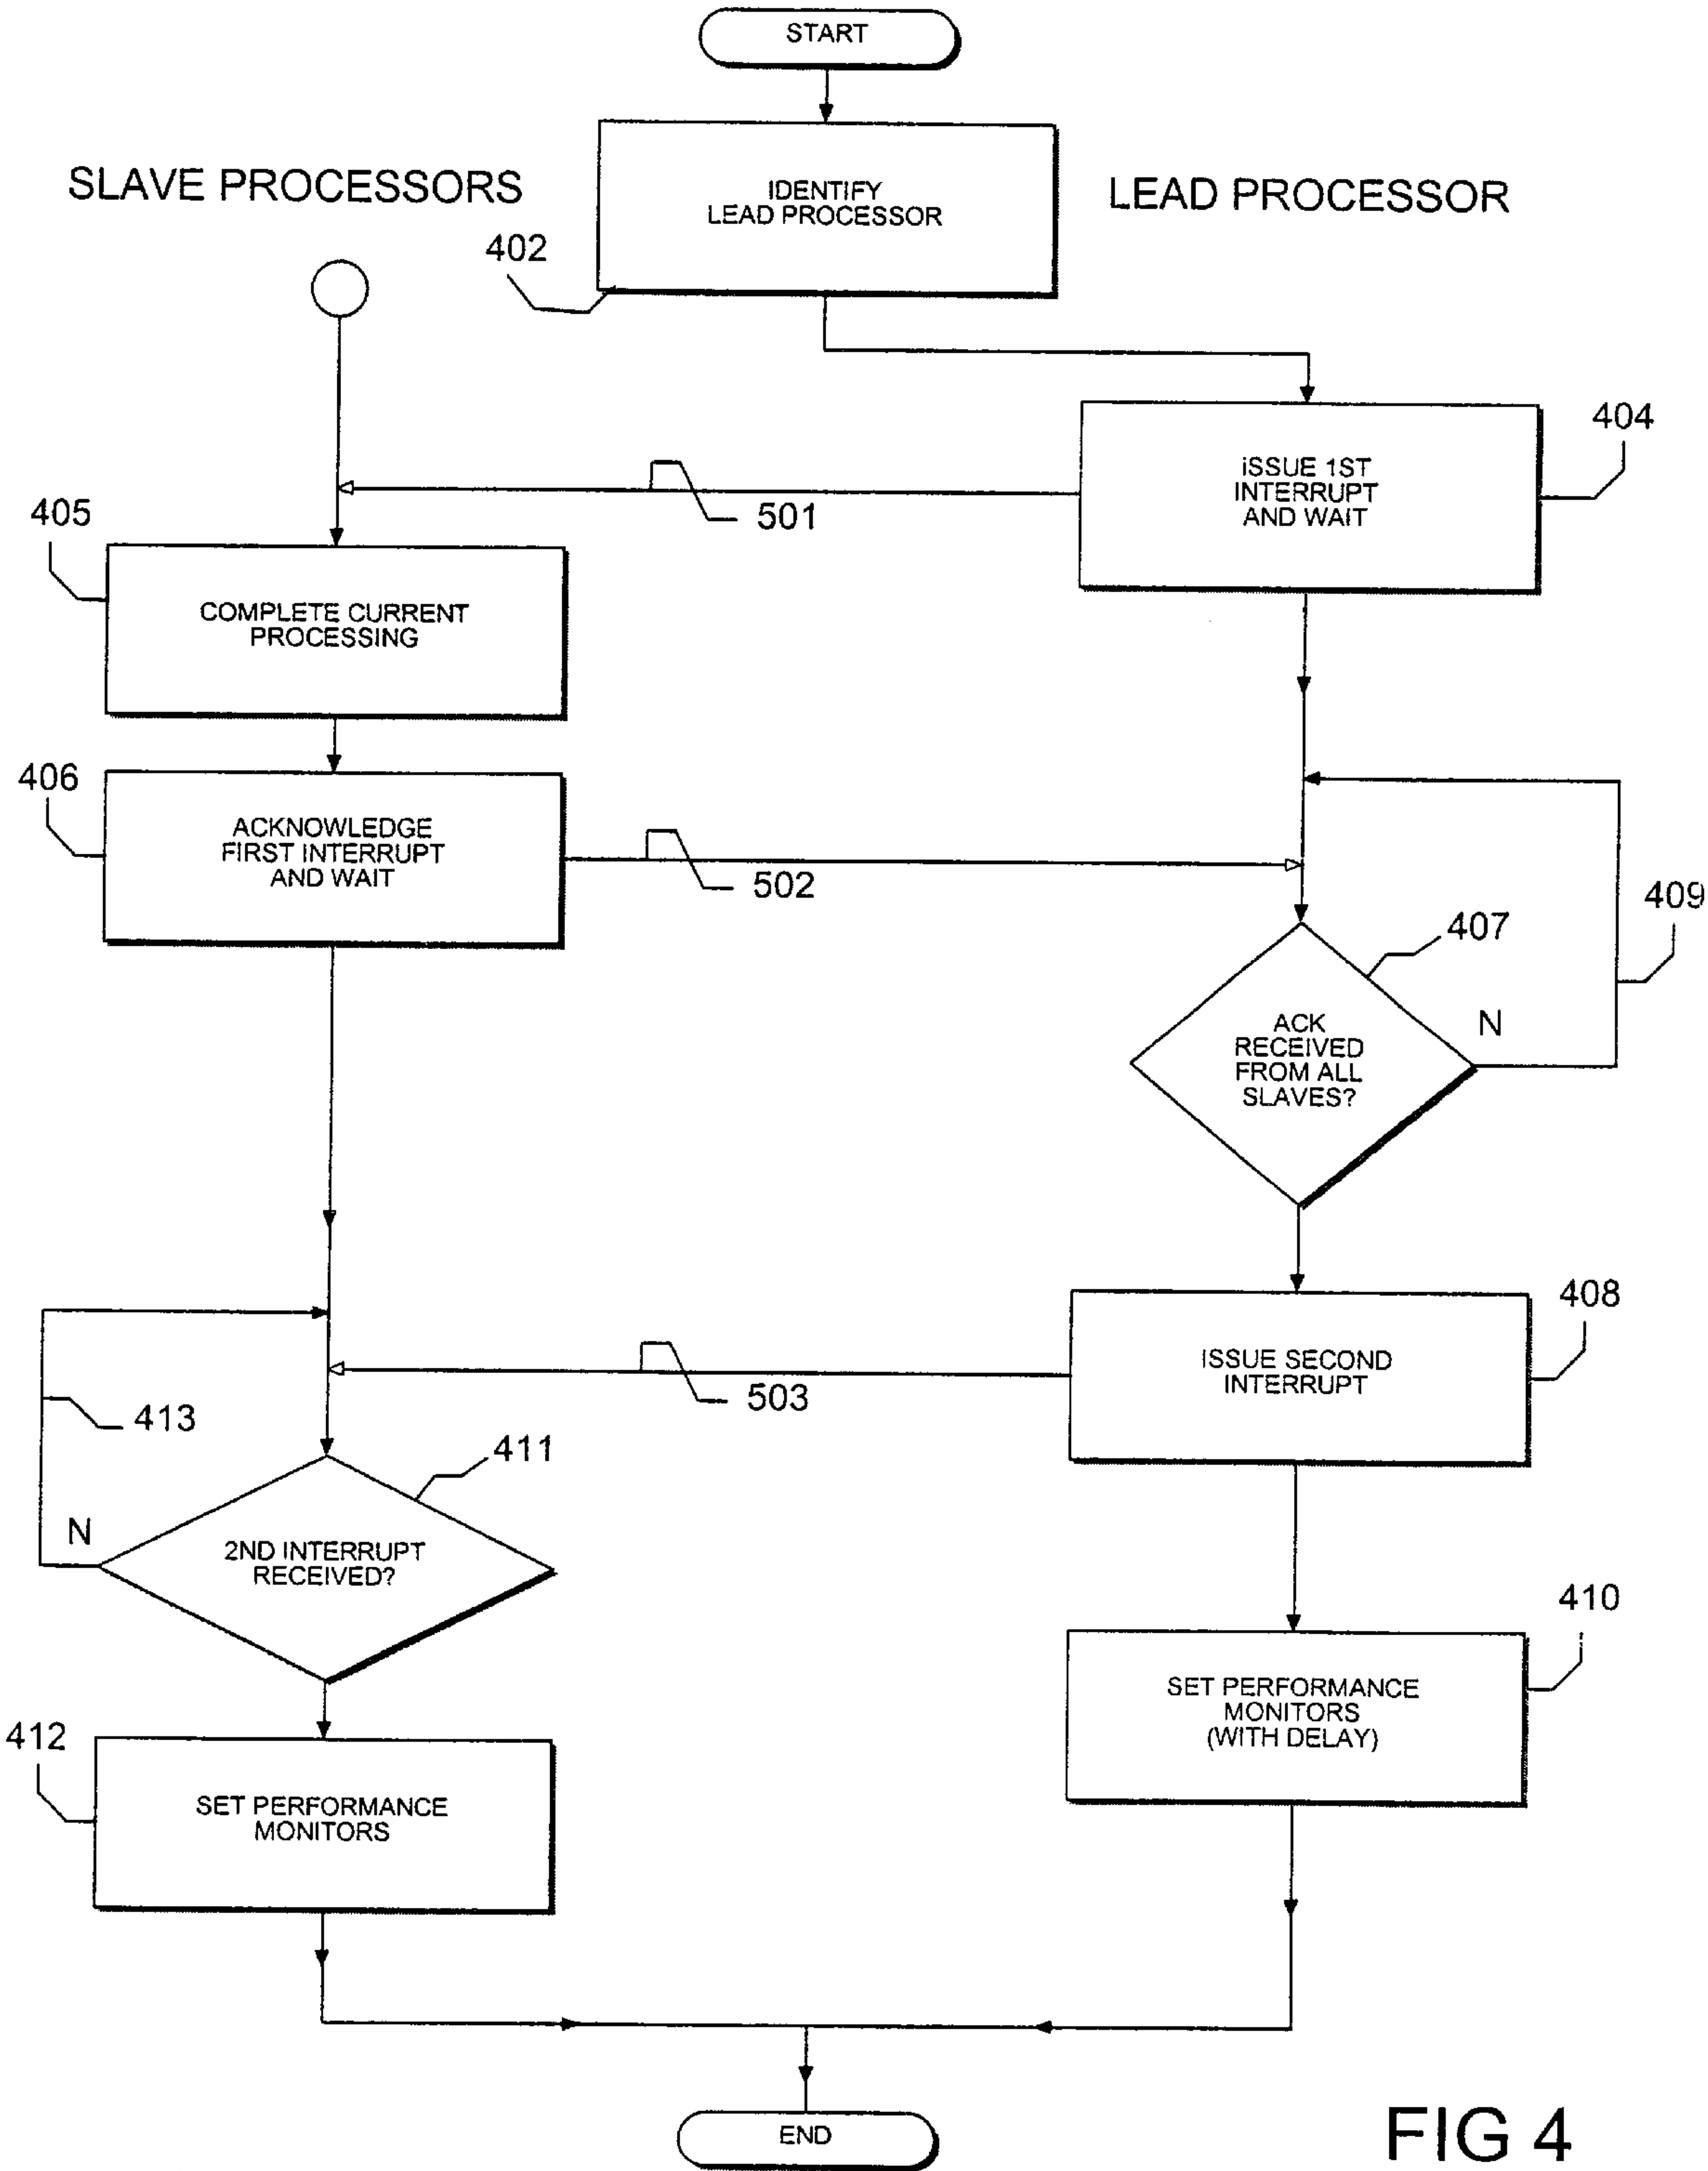 START
IDENTIFY
LEAD PROCESSOR
SLAVE PROCESSORS
LEAD PROCESSOR
402
404
iSSUE 1ST
INTERRUPT
AND WAIT
501
405
COMPLETE CURRENT
PROCESSING
406
ACKNOWLEDGE
FIRST INTERRUPT
AND WAIT
502
409
407
ACK
RECEIVED
FROM ALL
SLAVES?
N
408
ISSUE SECOND
INTERRUPT
503
413
411
N
2ND INTERRUPT
RECEIVED?
410
SET PERFORMANCE
MONITORS
(WITH DELAY)
412
SET PERFORMANCE
MONITORS
END
FIG 4